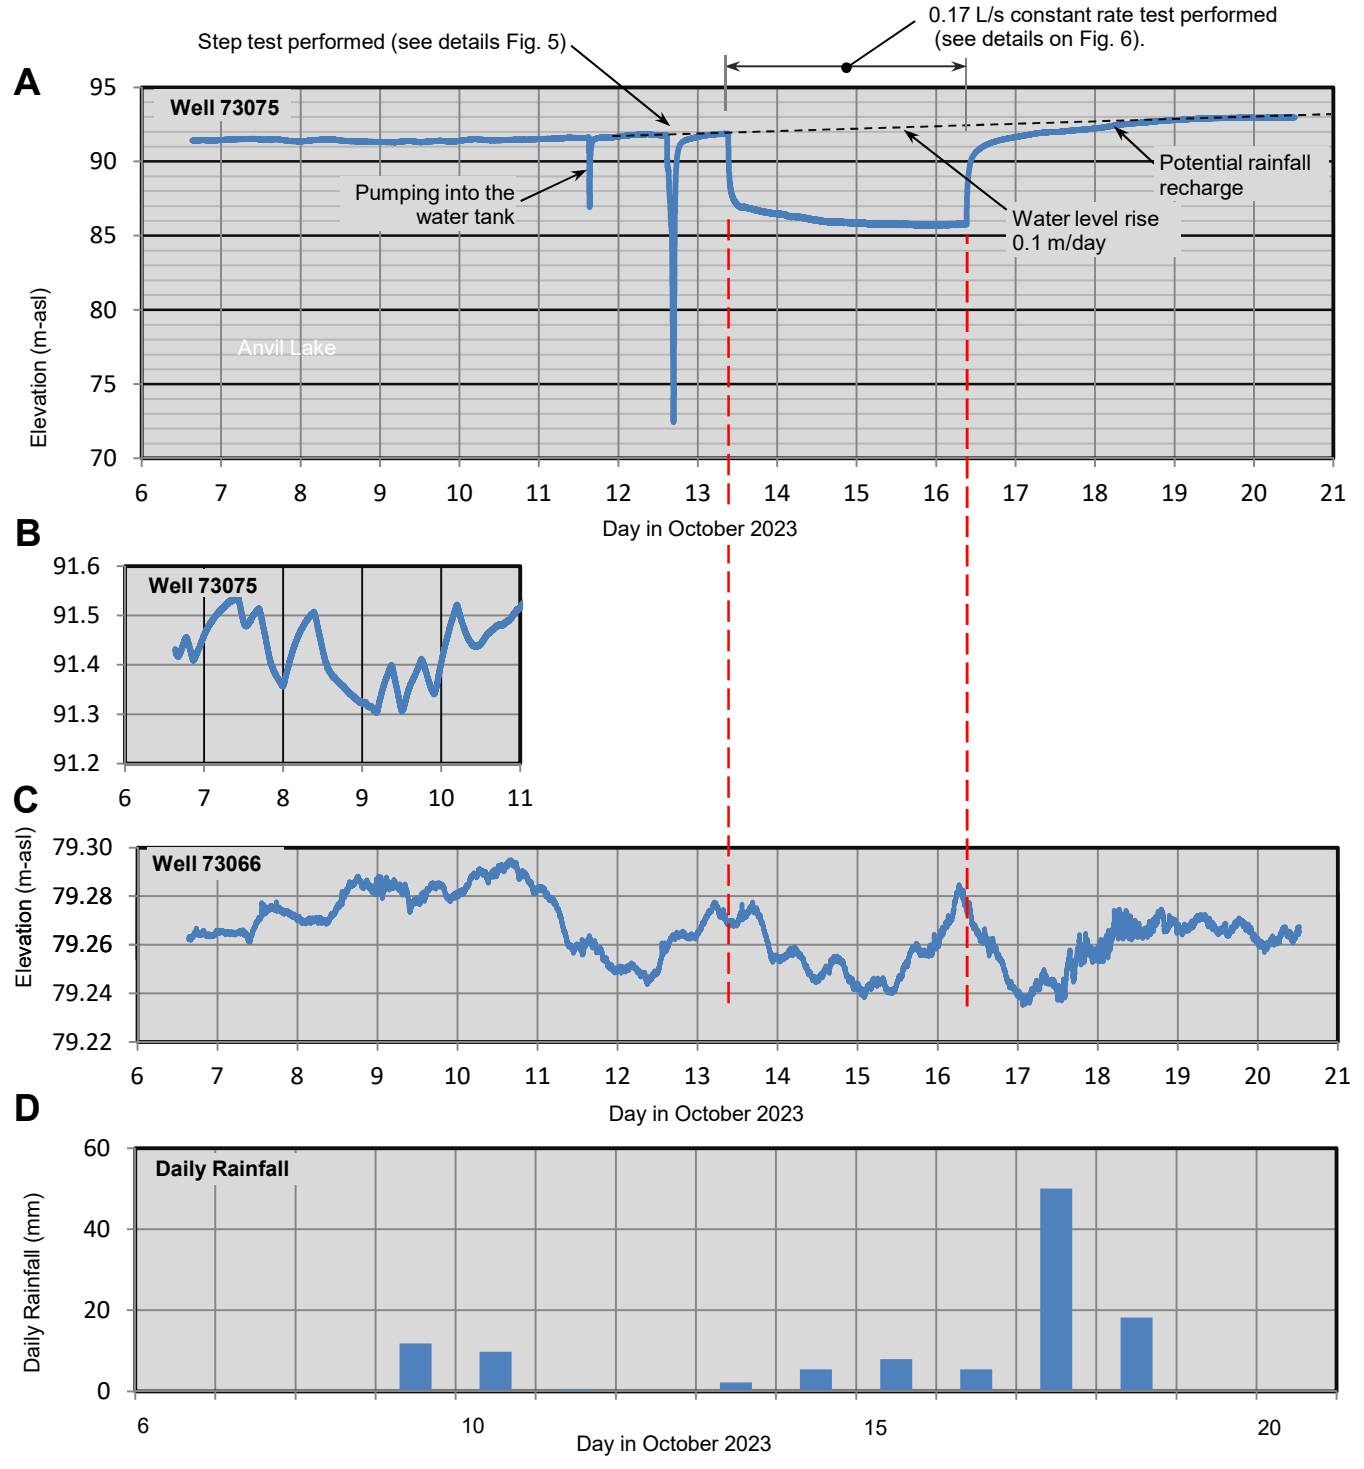 0.17 L/s constant rate test performed
(see details on Fig. 6).
Step test performed (see details Fig. 5)
A
95
90
85
80
75
70
Elevation (m-asl)
Well 73075
Pumping into the
water tank
Potential rainfall
recharge
Water level rise
0.1 m/day
Anvil Lake
6 7 8 9 10 11 12 13 14 15 16 17 18 19 20 21
Day in October 2023
B
91.6
91.5
91.4
91.3
91.2
Well 73075
6 7 8 9 10 11
C
Elevation (m-asl)
79.30
79.28
79.26
79.24
79.22
Well 73066
6 7 8 9 10 11 12 13 14 15 16 17 18 19 20 21
Day in October 2023
D
60
40
20
0
Daily Rainfall (mm)
Daily Rainfall
6 10 15 20
Day in October 2023